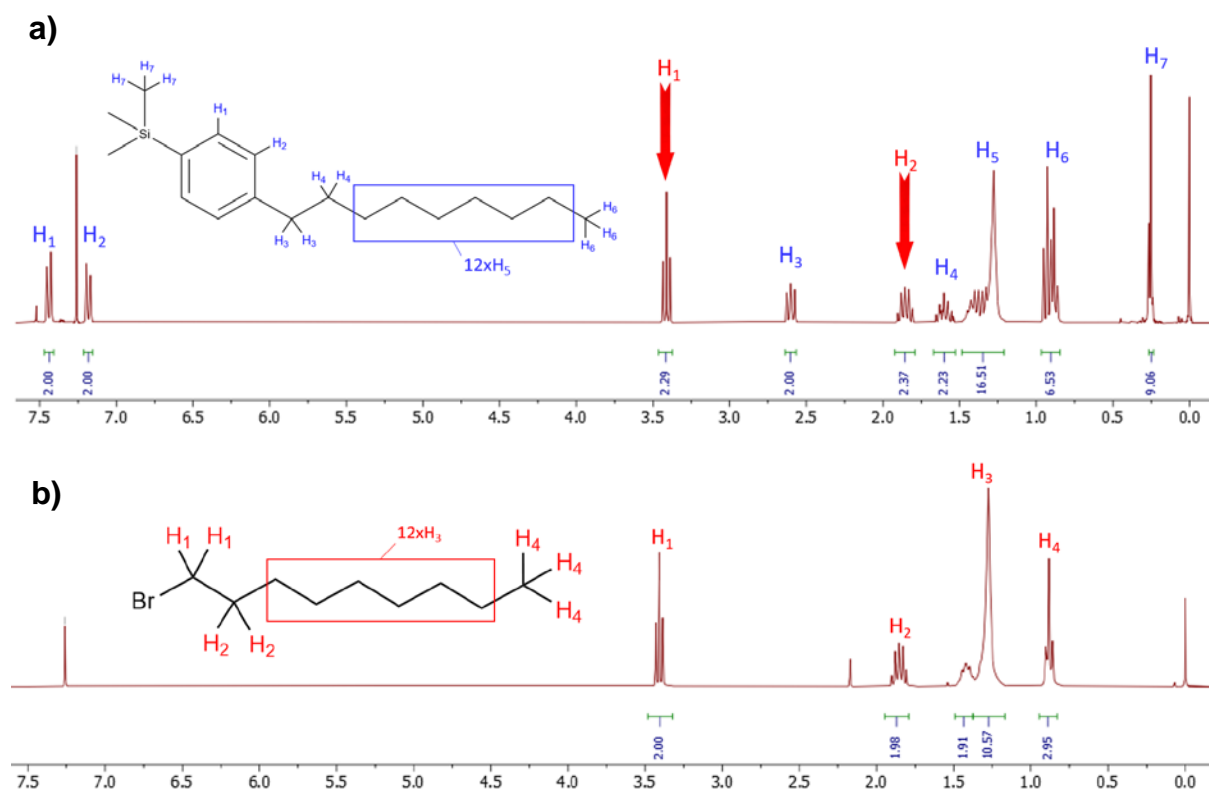 a)
H7
H7 H7
Si
H1
H2
H4 H4
H3 H3
H6
H6
H6
12xH5
H1 H2 H1 H3 H2 H4 H5 H6 H7
2.00 2.00 2.29 2.00 2.37 2.23 16.51 6.53 9.06
7.5 7.0 6.5 6.0 5.5 5.0 4.5 4.0 3.5 3.0 2.5 2.0 1.5 1.0 0.5 0.0
b)
H1 H1
12xH3
Br
H2 H2
H4
H4
H4
H1 H2 H3 H4
2.00 1.98 1.91 10.57 2.95
7.5 7.0 6.5 6.0 5.5 5.0 4.5 4.0 3.5 3.0 2.5 2.0 1.5 1.0 0.5 0.0